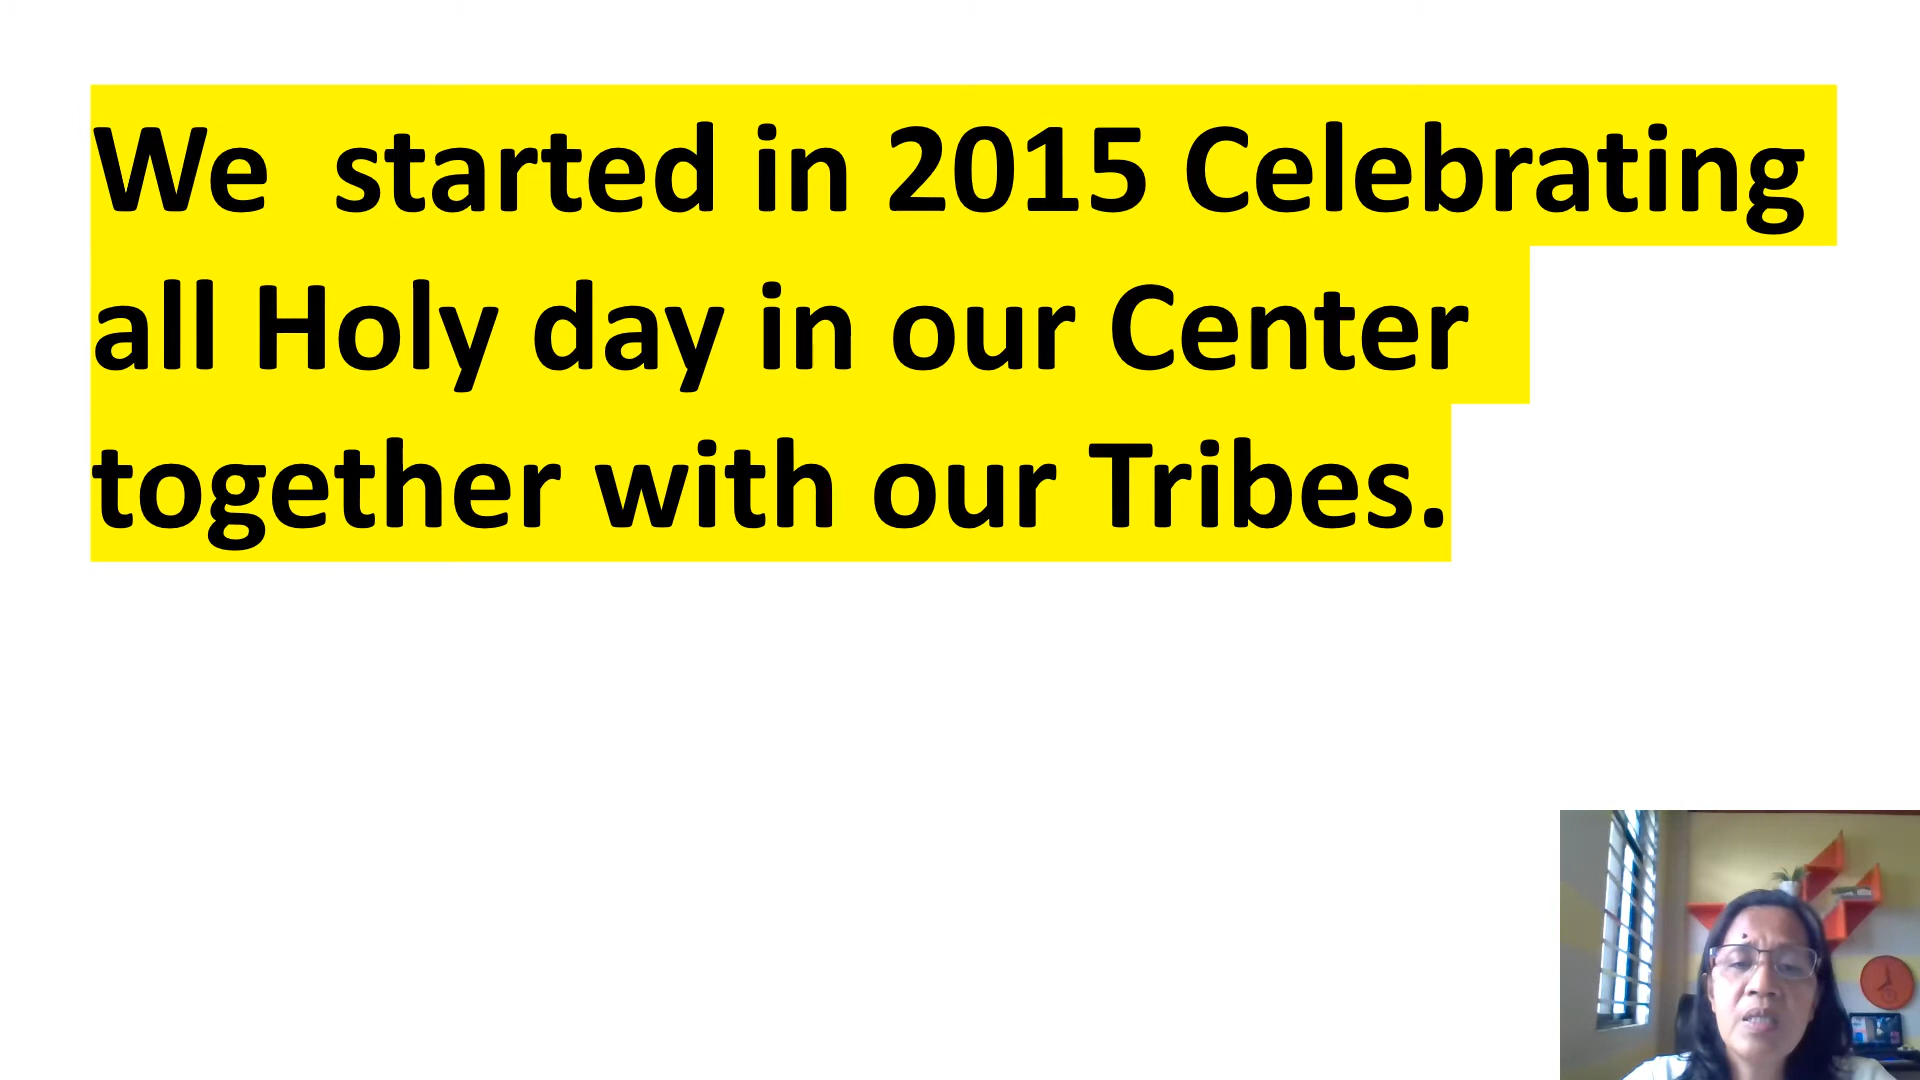 We  started in 2015 Celebrating
all Holy day in our Center
together with our Tribes.